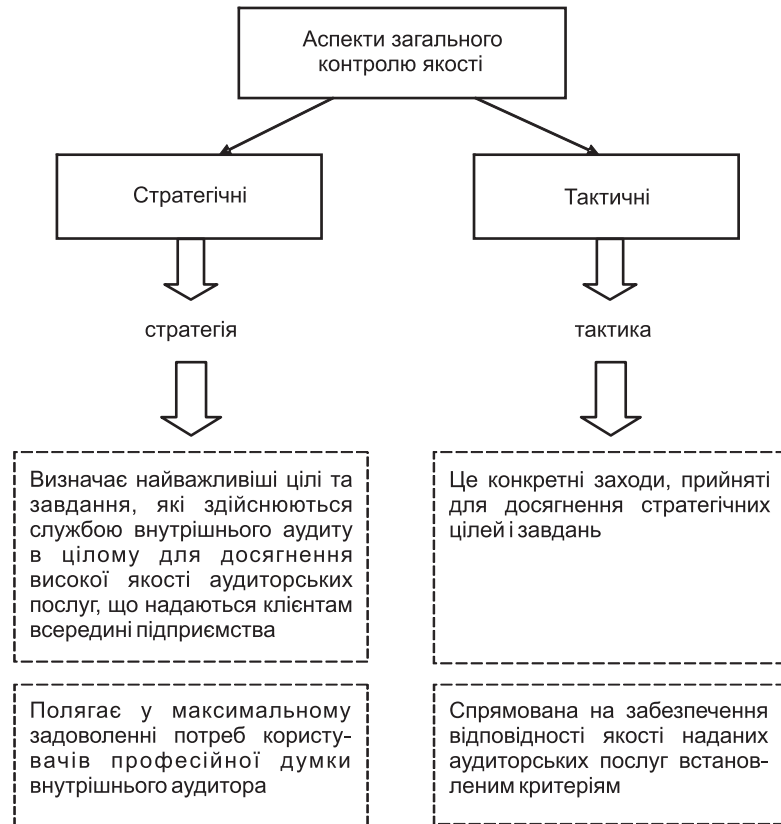 Аспекти загального
контролю якості
Стратегічні
Тактичні
стратегія
тактика
Визначає найважливіші цілі та
завдання, які здійснюються
службою внутрішнього аудиту
в цілому для досягнення
високої якості аудиторських
послуг, що надаються клієнтам
всередині підприємства
Це конкретні заходи, прийняті
для досягнення стратегічних
цілей і завдань
Полягає у максимальному
задоволенні потреб користу-
вачів професійної думки
внутрішнього аудитора
Спрямована на забезпечення
відповідності якості наданих
аудиторських послуг встанов-
леним критеріям